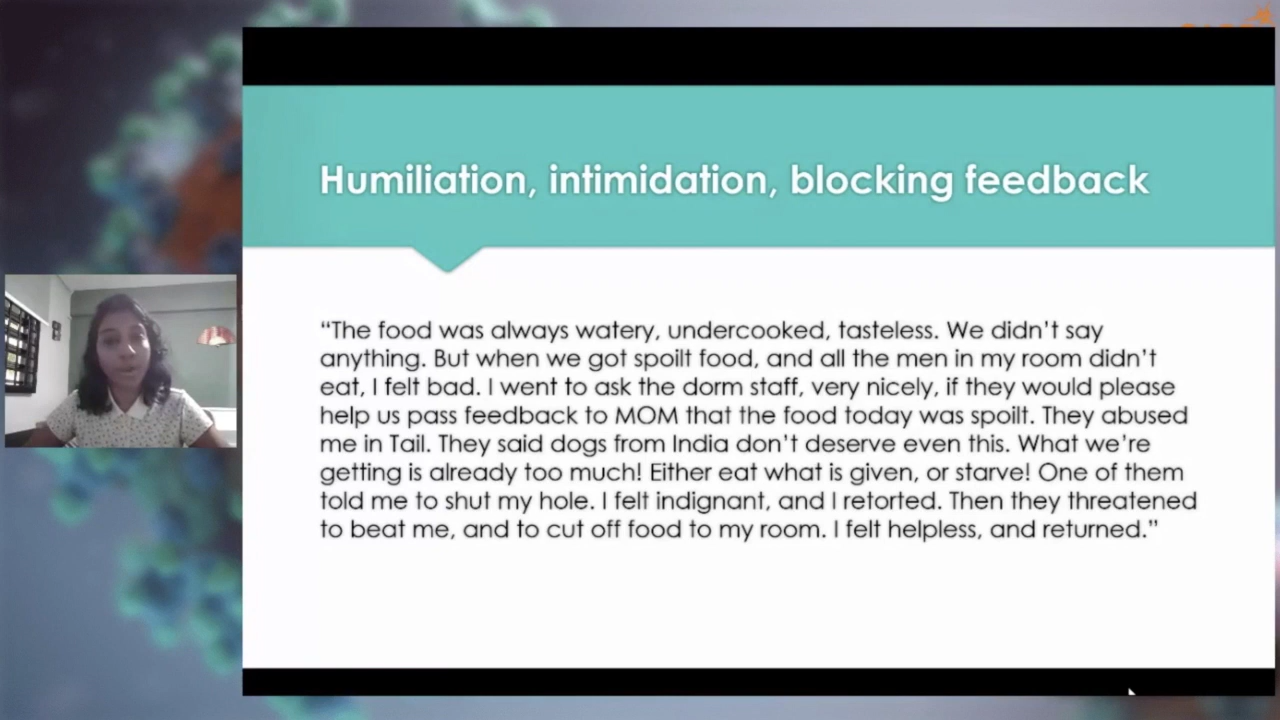 Humiliation, intimidation, blocking feedback
“The food was always watery, undercooked, tasteless. We didn’t say
anything. But when we got spoilt food, and all the men in my room didn’t
eat, I felt bad. I went to ask the dorm staff, very nicely, if they would please
help us pass feedback to MOM that the food today was spoilt. They abused
me in Tail. They said dogs from India don’t deserve even this. What we’re
getting is already too much! Either eat what is given, or starve! One of them
told me to shut my hole. I felt indignant, and I retorted. Then they threatened
to beat me, and to cut off food to my room. I felt helpless, and returned.”